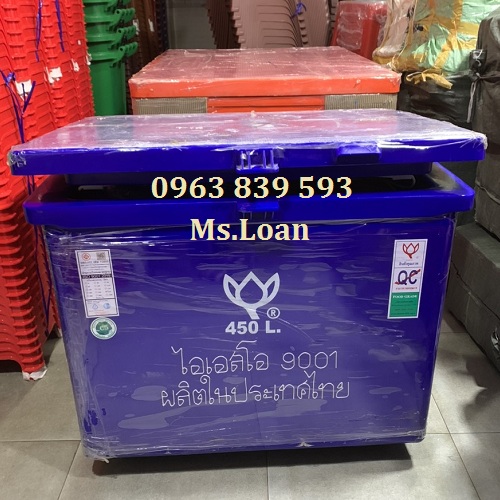 0963 839 593
Ms.Loan
®
450 L.
ไอเอสโอ 9001
ผลิตในประเทศไทย
QC